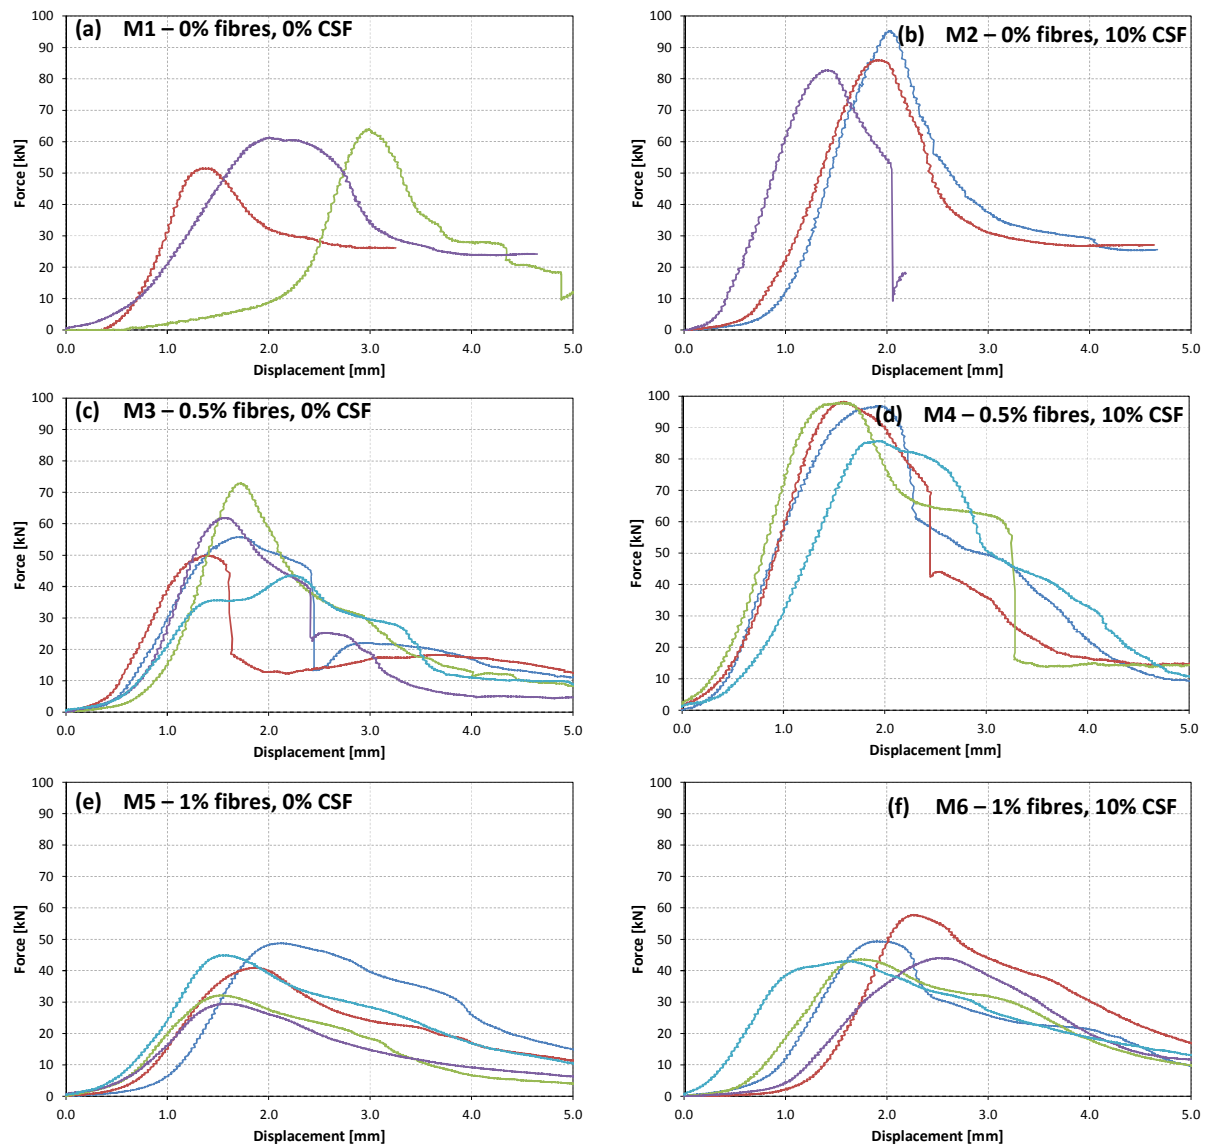 (a) M1 – 0% fibres, 0% CSF
100
90
80
70
60
50
40
30
20
10
0
Force [kN]
0.0 1.0 2.0 3.0 4.0 5.0
Displacement [mm]
(b) M2 – 0% fibres, 10% CSF
100
90
80
70
60
50
40
30
20
10
0
Force [kN]
0.0 1.0 2.0 3.0 4.0 5.0
Displacement [mm]
(c) M3 – 0.5% fibres, 0% CSF
100
90
80
70
60
50
40
30
20
10
0
Force [kN]
0.0 1.0 2.0 3.0 4.0 5.0
Displacement [mm]
(d) M4 – 0.5% fibres, 10% CSF
100
90
80
70
60
50
40
30
20
10
0
Force [kN]
0.0 1.0 2.0 3.0 4.0 5.0
Displacement [mm]
(e) M5 – 1% fibres, 0% CSF
100
90
80
70
60
50
40
30
20
10
0
Force [kN]
0.0 1.0 2.0 3.0 4.0 5.0
Displacement [mm]
(f) M6 – 1% fibres, 10% CSF
100
90
80
70
60
50
40
30
20
10
0
Force [kN]
0.0 1.0 2.0 3.0 4.0 5.0
Displacement [mm]